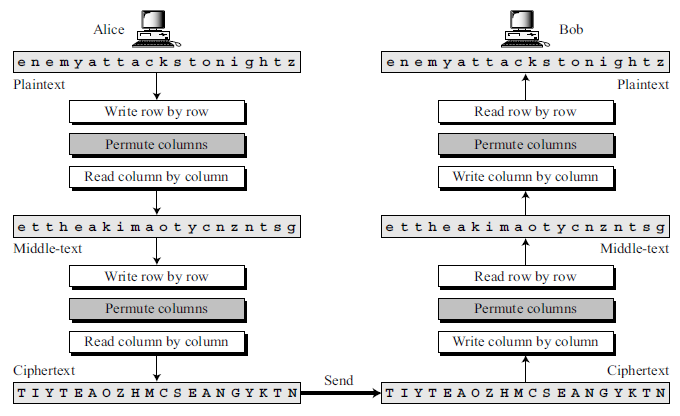 Alice
e n e m y a t t a c k s t o n i g h t z
Plaintext
Write row by row
Permute columns
Read column by column
e t t h e a k i m a o t y c n z n t s g
Middle-text
Write row by row
Permute columns
Read column by column
Ciphertext
T I Y T E A O Z H M C S E A N G Y K T N
Send
Bob
e n e m y a t t a c k s t o n i g h t z
Plaintext
Read row by row
Permute columns
Write column by column
e t t h e a k i m a o t y c n z n t s g
Middle-text
Read row by row
Permute columns
Write column by column
Ciphertext
T I Y T E A O Z H M C S E A N G Y K T N